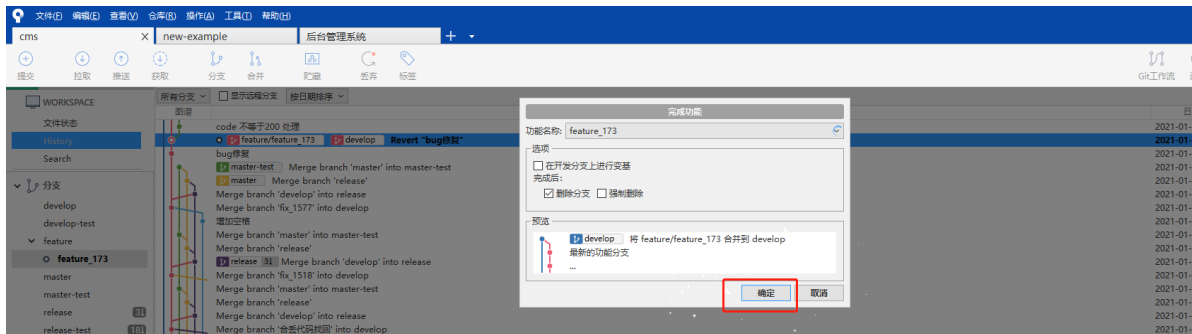 文件(F) 编辑(E) 查看(V) 仓库(R) 操作(A) 工具(T) 帮助(H)
cms X new-example 后台管理系统 +
提交 拉取 推送 获取 分支 合并 贮藏 丢弃 标签 Git工作流
WORKSPACE
文件状态
History
Search
分支
develop
develop-test
feature
feature_173
master
master-test
release 3↓
release-test 18↓
所有分支 显示远程分支 按日期排序
图谱
code 不等于200 处理 2021-01-
feature/feature_173 develop Revert "bug修复" 2021-01-
bug修复 2021-01-
master-test Merge branch 'master' into master-test 2021-01-
master Merge branch 'release' 2021-01-
Merge branch 'develop' into release 2021-01-
Merge branch 'fix_1577' into develop 2021-01-
增加空格 2021-01-
Merge branch 'master' into master-test 2021-01-
Merge branch 'release' 2021-01-
release 3↓ Merge branch 'develop' into release 2021-01-
Merge branch 'fix_1518' into develop 2021-01-
Merge branch 'master' into master-test 2021-01-
Merge branch 'release' 2021-01-
Merge branch 'develop' into release 2021-01-
Merge branch '合丢代码找回' into develop 2021-01-
完成功能
功能名称: feature_173
选项
在开发分支上进行变基
完成后:
删除分支 强制删除
预览
develop 将 feature/feature_173 合并到 develop
最新的功能分支
...
确定 取消